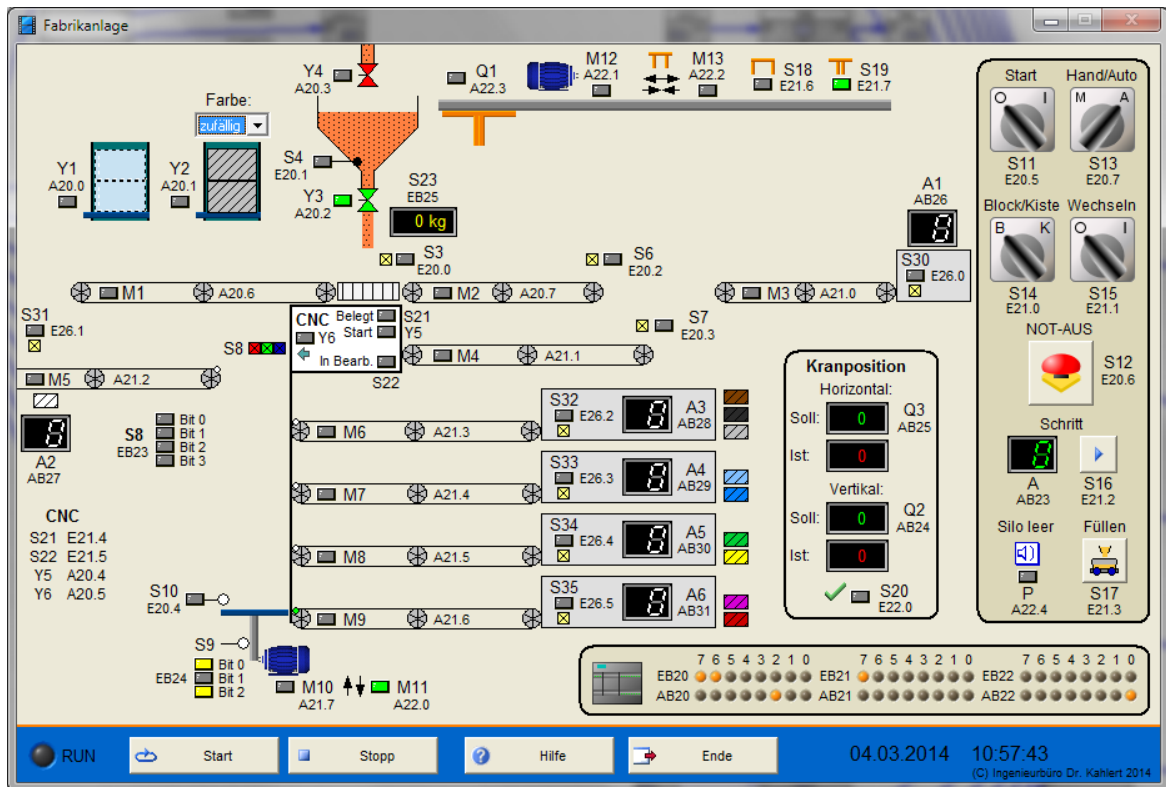 Fabrikanlage
Farbe:
zufällig
Y4
A20.3
Q1
A22.3
M12
A22.1
M13
A22.2
S18
E21.6
S19
E21.7
Y1
A20.0
Y2
A20.1
S4
E20.1
Y3
A20.2
S23
EB25
0 kg
S3
E20.0
S6
E20.2
A1
AB26
S30
E26.0
M1 A20.6
M2 A20.7
M3 A21.0
S31
E26.1
S8
CNC Belegt S21
Y6 Start Y5
In Bearb.
S22
S7
E20.3
M4 A21.1
M5 A21.2
A2
AB27
S8
EB23
Bit 0
Bit 1
Bit 2
Bit 3
M6 A21.3
S32
E26.2
A3
AB28
M7 A21.4
S33
E26.3
A4
AB29
M8 A21.5
S34
E26.4
A5
AB30
M9 A21.6
S35
E26.5
A6
AB31
CNC
S21 E21.4
S22 E21.5
Y5 A20.4
Y6 A20.5
S10
E20.4
S9
EB24
Bit 0
Bit 1
Bit 2
M10
A21.7
M11
A22.0
Kranposition
Horizontal:
Soll: 0 Q3
AB25
Ist: 0
Vertikal:
Soll: 0 Q2
AB24
Ist: 0
S20
E22.0
Start Hand/Auto
O I M A
S11 S13
E20.5 E20.7
Block/Kiste Wechseln
B K O I
S14 S15
E21.0 E21.1
NOT-AUS
S12
E20.6
Schritt
8
A S16
AB23 E21.2
Silo leer Füllen
P S17
A22.4 E21.3
7 6 5 4 3 2 1 0 7 6 5 4 3 2 1 0 7 6 5 4 3 2 1 0
EB20 EB21 EB22
AB20 AB21 AB22
RUN Start Stopp Hilfe Ende 04.03.2014 10:57:43
(C) Ingenieurbüro Dr. Kahlert 2014